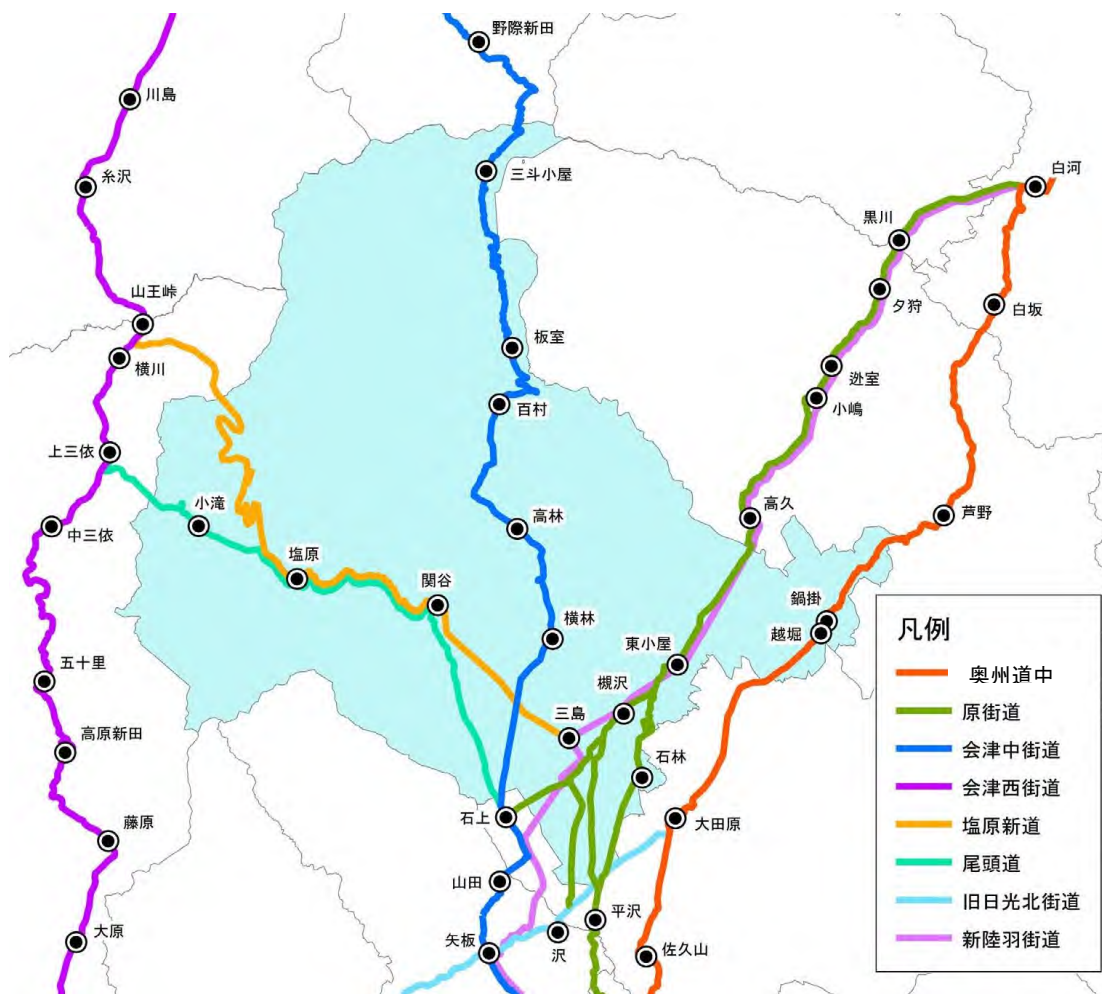 野際新田
川島
三斗小屋
糸沢
白河
黒川
夕狩
山王峠
白坂
板室
横川
逊室
小嶋
百村
上三依
高久
芦野
小滝
中三依
高林
塩原
関谷
鍋掛
横林
越堀
東小屋
五十里
槻沢
三島
高原新田
石林
石上
大田原
藤原
山田
平沢
大原
矢板
沢
佐久山
凡例
奥州道中
原街道
会津中街道
会津西街道
塩原新道
尾頭道
旧日光北街道
新陸羽街道